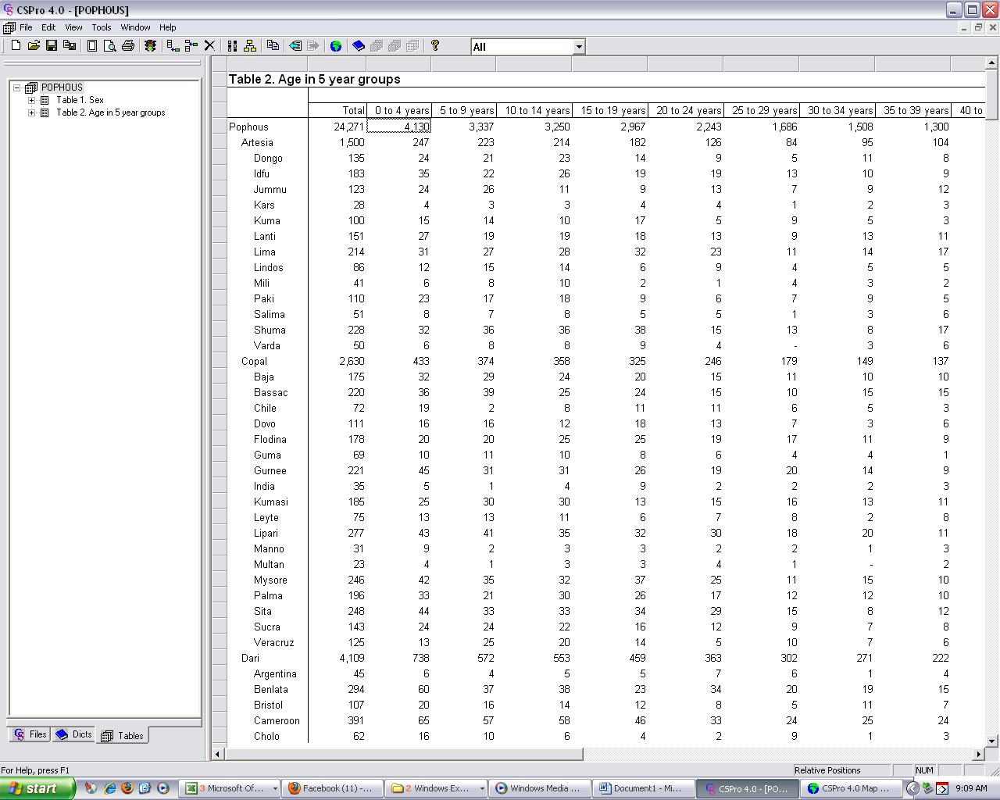 CSPro 4.0 - [POPHOUS]
File Edit View Tools Window Help
All
POPHOUS
Table 1. Sex
Table 2. Age in 5 year groups
Table 2. Age in 5 year groups
Total 0 to 4 years 5 to 9 years 10 to 14 years 15 to 19 years 20 to 24 years 25 to 29 years 30 to 34 years 35 to 39 years 40 to
Pophous 24,271 4,130 3,337 3,250 2,967 2,243 1,686 1,508 1,300
Artesia 1,500 247 223 214 182 126 84 95 104
Dongo 135 24 21 23 14 9 5 11 8
Idfu 183 35 22 26 19 19 13 10 9
Jummu 123 24 26 11 9 13 7 9 12
Kars 28 4 3 3 4 4 1 2 3
Kuma 100 15 14 10 17 5 9 5 3
Lanti 151 27 19 19 18 13 9 13 11
Lima 214 31 27 28 32 23 11 14 17
Lindos 86 12 15 14 6 9 4 5 5
Mili 41 6 8 10 2 1 4 3 2
Paki 110 23 17 18 9 6 7 9 5
Salima 51 8 7 8 5 5 1 3 6
Shuma 228 32 36 36 38 15 13 8 17
Varda 50 6 8 8 9 4 - 3 6
Copal 2,630 433 374 358 325 246 179 149 137
Baja 175 32 29 24 20 15 11 10 10
Bassac 220 36 39 25 24 15 10 15 15
Chile 72 19 2 8 11 11 6 5 3
Dovo 111 16 16 12 18 13 7 3 6
Flodina 178 20 20 25 25 19 17 11 9
Guma 69 10 11 10 8 6 4 4 1
Gurnee 221 45 31 31 26 19 20 14 9
India 35 5 1 4 9 2 2 2 3
Kumasi 185 25 30 30 13 15 16 13 11
Leyte 75 13 13 11 6 7 8 2 8
Lipari 277 43 41 35 32 30 18 20 11
Manno 31 9 2 3 3 2 2 1 3
Multan 23 4 1 3 3 4 1 - 2
Mysore 246 42 35 32 37 25 11 15 10
Palma 196 33 21 30 26 17 12 12 10
Sita 248 44 33 33 34 29 15 8 12
Sucra 143 24 24 22 16 12 9 7 8
Veracruz 125 13 25 20 14 5 10 7 6
Dari 4,109 738 572 553 459 363 302 271 222
Argentina 45 6 4 5 5 7 6 1 4
Benlata 294 60 37 38 23 34 20 19 15
Bristol 107 20 16 14 12 8 5 11 7
Cameroon 391 65 57 58 46 33 24 25 24
Cholo 62 16 10 6 4 2 9 1 3
Files Dicts Tables
For Help, press F1 Relative Positions NUM
start 3 Microsoft Of... Facebook (11) -... 2 Windows Ex... Windows Media ... Document1 - Mi... CSPro 4.0 - [PO... CSPro 4.0 Map ... 9:09 AM